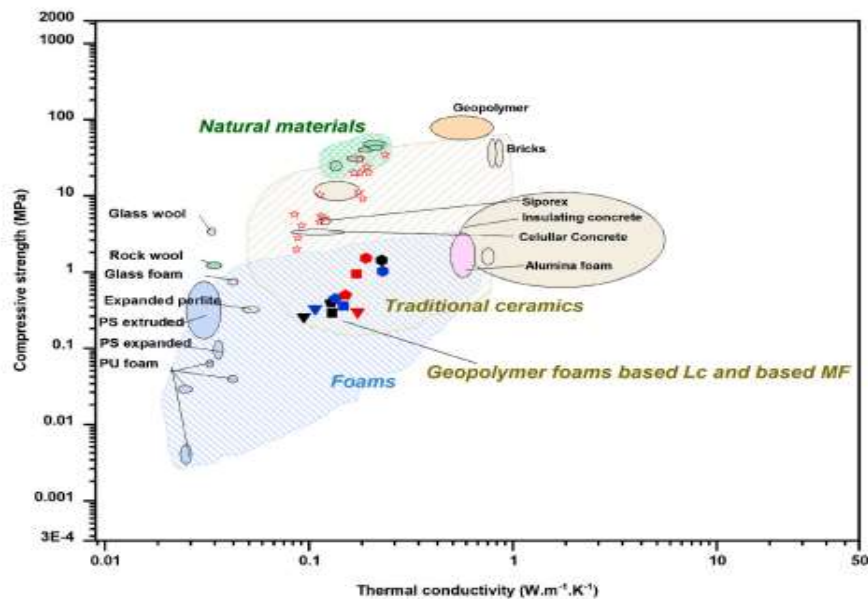 2000
1000
100
10
1
0.1
0.01
0.001
3E-4
Compressive strength (MPa)
Geopolymer
Natural materials
Bricks
Glass wool
Siporex
Insulating concrete
Celullar Concrete
Rock wool
Alumina foam
Glass foam
Expanded perlite
Traditional ceramics
PS extruded
PS expanded
PU foam
Foams
Geopolymer foams based Lc and based MF
0.01
0.1
1
10
50
Thermal conductivity (W.m⁻¹.K⁻¹)